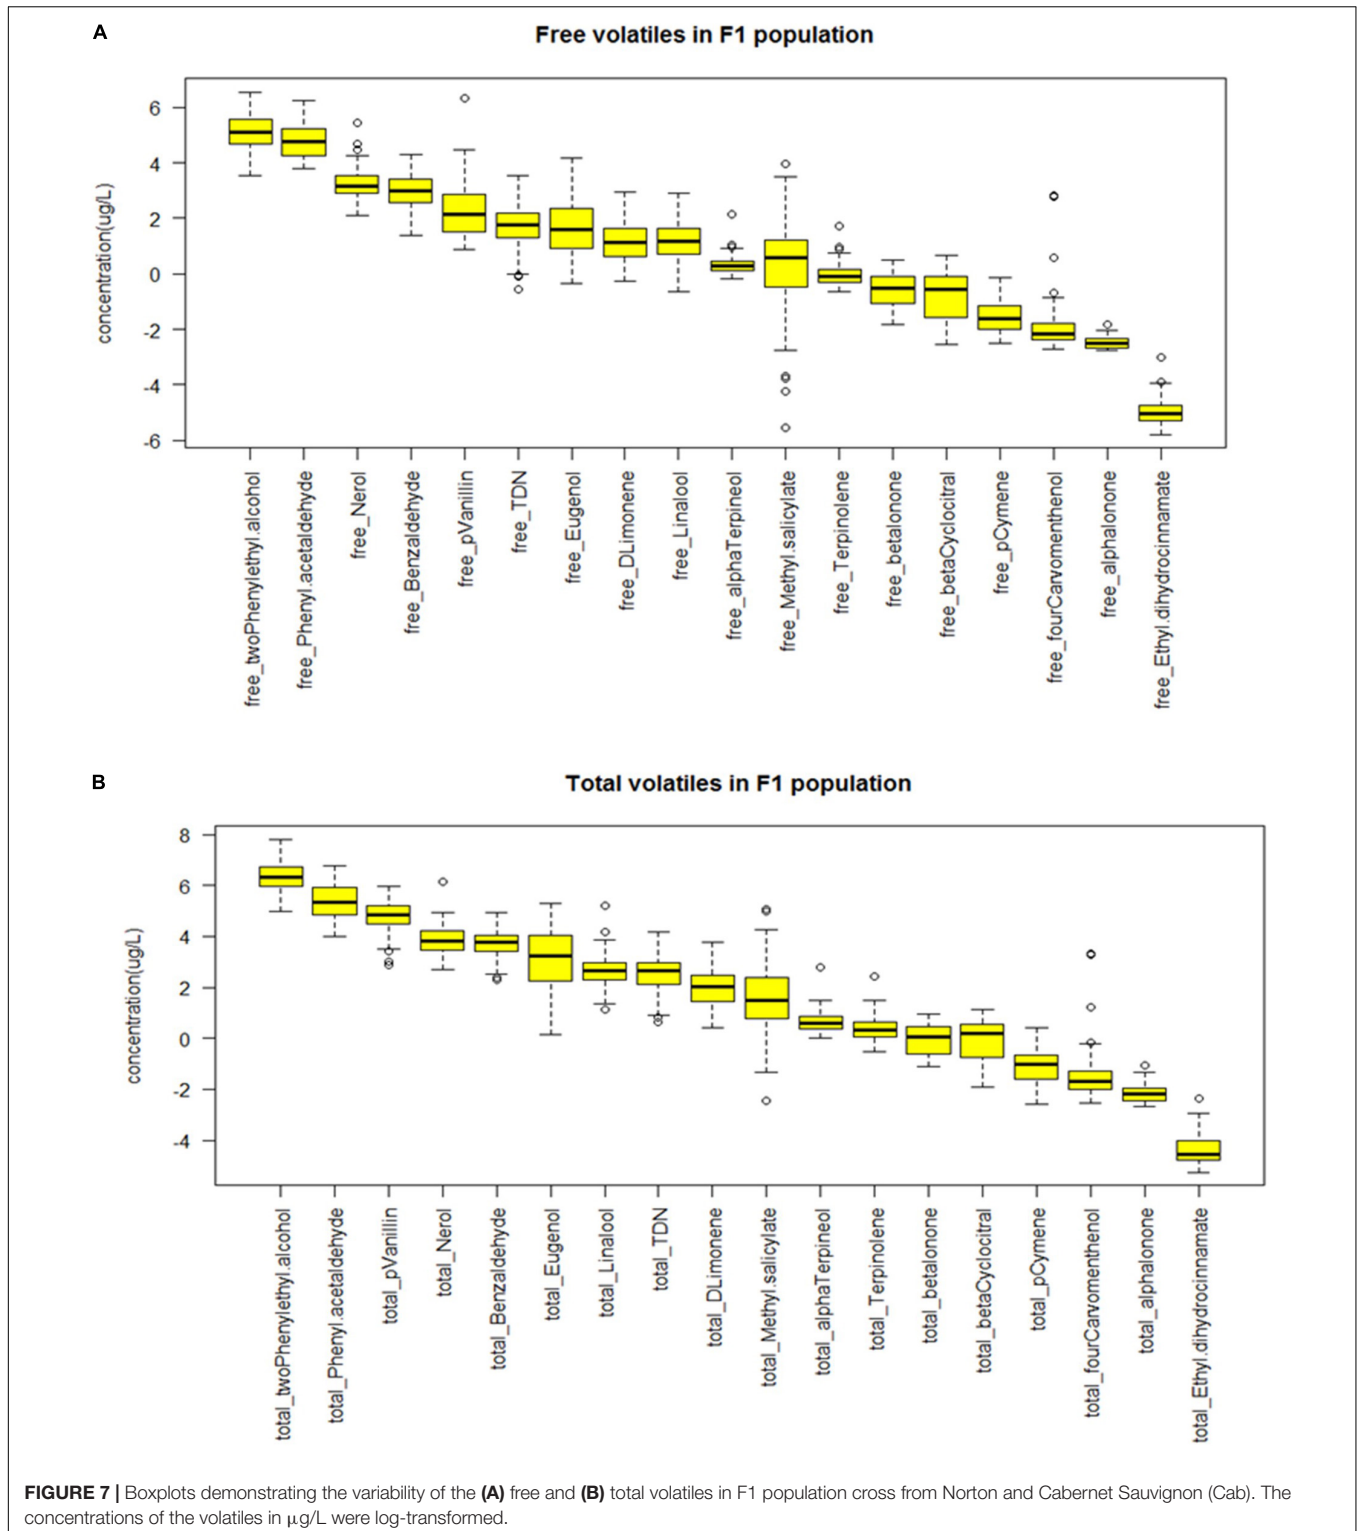 A
Free volatiles in F1 population
concentration(ug/L)
6
4
2
0
-2
-4
-6
free_twoPhenylethyl.alcohol
free_Phenyl.acetaldehyde
free_Nerol
free_Benzaldehyde
free_pVanillin
free_TDN
free_Eugenol
free_DLimonene
free_Linalool
free_alphaTerpineol
free_Methyl.salicylate
free_Terpinolene
free_betaIonone
free_betaCyclocitral
free_pCymene
free_fourCarvomenthenol
free_alphaIonone
free_Ethyl.dihydrocinnamate
B
Total volatiles in F1 population
concentration(ug/L)
8
6
4
2
0
-2
-4
total_twoPhenylethyl.alcohol
total_Phenyl.acetaldehyde
total_pVanillin
total_Nerol
total_Benzaldehyde
total_Eugenol
total_Linalool
total_TDN
total_DLimonene
total_Methyl.salicylate
total_alphaTerpineol
total_Terpinolene
total_betaIonone
total_betaCyclocitral
total_pCymene
total_fourCarvomenthenol
total_alphaIonone
total_Ethyl.dihydrocinnamate
FIGURE 7 | Boxplots demonstrating the variability of the (A) free and (B) total volatiles in F1 population cross from Norton and Cabernet Sauvignon (Cab). The
concentrations of the volatiles in μg/L were log-transformed.